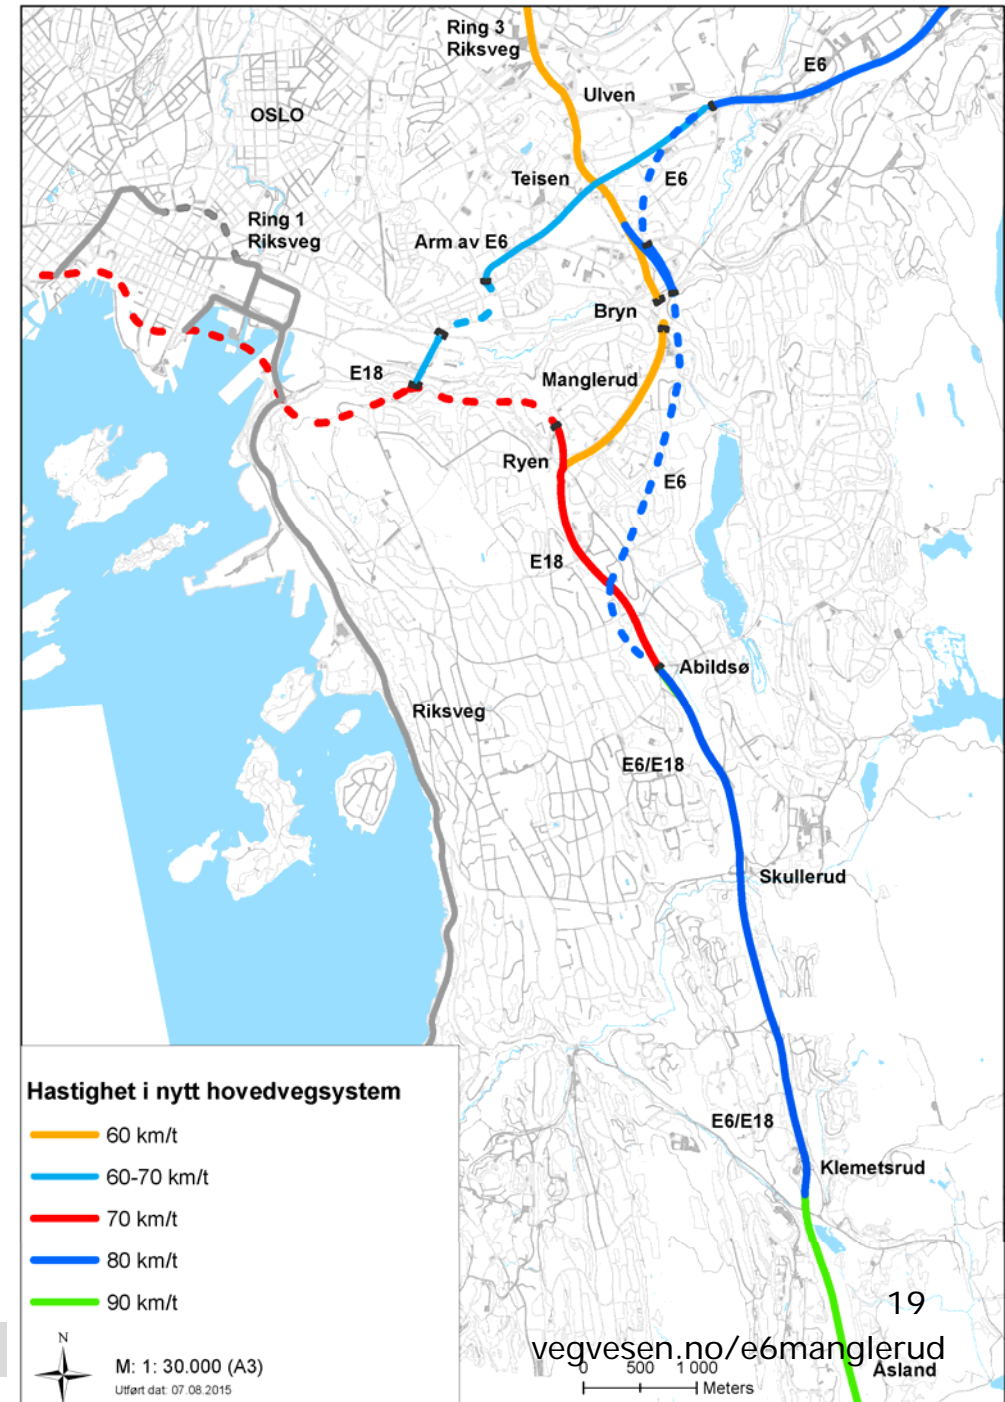 Ring 3
Riksveg
E6
Ulven
OSLO
Teisen
E6
Ring 1
Riksveg
Arm av E6
Bryn
E18
Manglerud
Ryen
E6
E18
Abildsø
Riksveg
E6/E18
Skullerud
E6/E18
Klemetsrud
Hastighet i nytt hovedvegsystem
60 km/t
60-70 km/t
70 km/t
80 km/t
90 km/t
N
M: 1: 30.000 (A3)
Utført dat: 07.08.2015
19
vegvesen.no/e6manglerud
Åsland
0 500 1 000
Meters